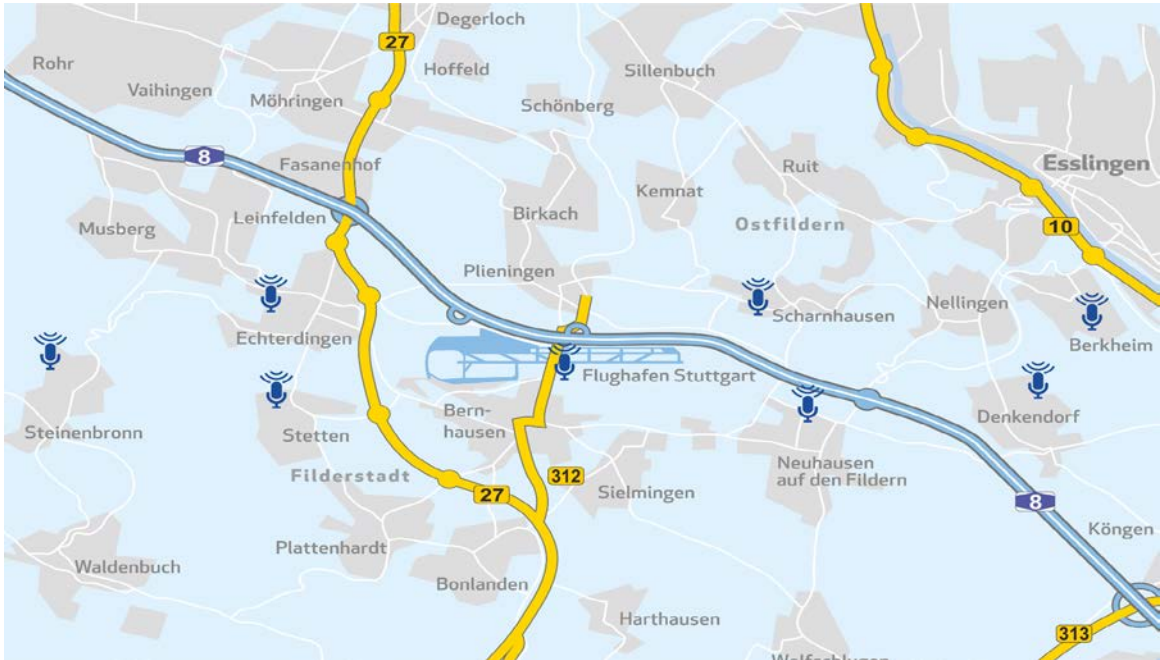 Degerloch
27
Rohr
Hoffeld
Sillenbuch
Vaihingen
Möhringen
Schönberg
8
Fasanenhof
Ruit
Esslingen
Kemnat
Leinfelden
Birkach
Ostfildern
10
Musberg
Plieningen
Nellingen
Scharnhausen
Echterdingen
Berkheim
Flughafen Stuttgart
Bern-
hausen
Denkendorf
Steinenbronn
Stetten
Neuhausen
auf den Fildern
Filderstadt
312
27
Sielmingen
8
Köngen
Plattenhardt
Waldenbuch
Bonlanden
Harthausen
313